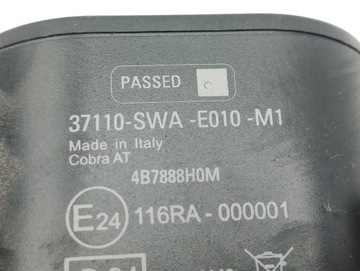 PASSED
37110-SWA -E010 -M1
Made in Italy
Cobra AT
4B7888H0M
E24 116RA - 000001